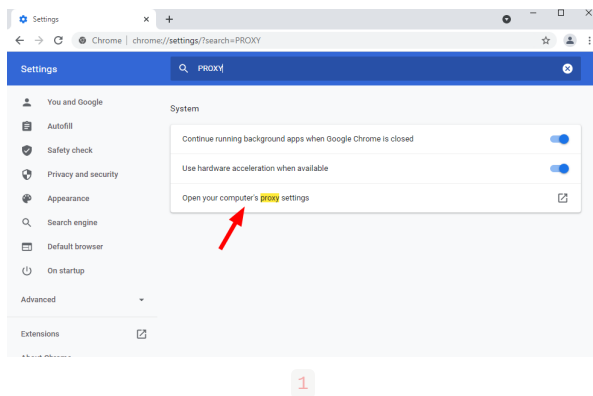 Settings
Chrome | chrome://settings/?search=PROXY
Settings
PROXY
You and Google
Autofill
Safety check
Privacy and security
Appearance
Search engine
Default browser
On startup
Advanced
Extensions
System
Continue running background apps when Google Chrome is closed
Use hardware acceleration when available
Open your computer's proxy settings
1